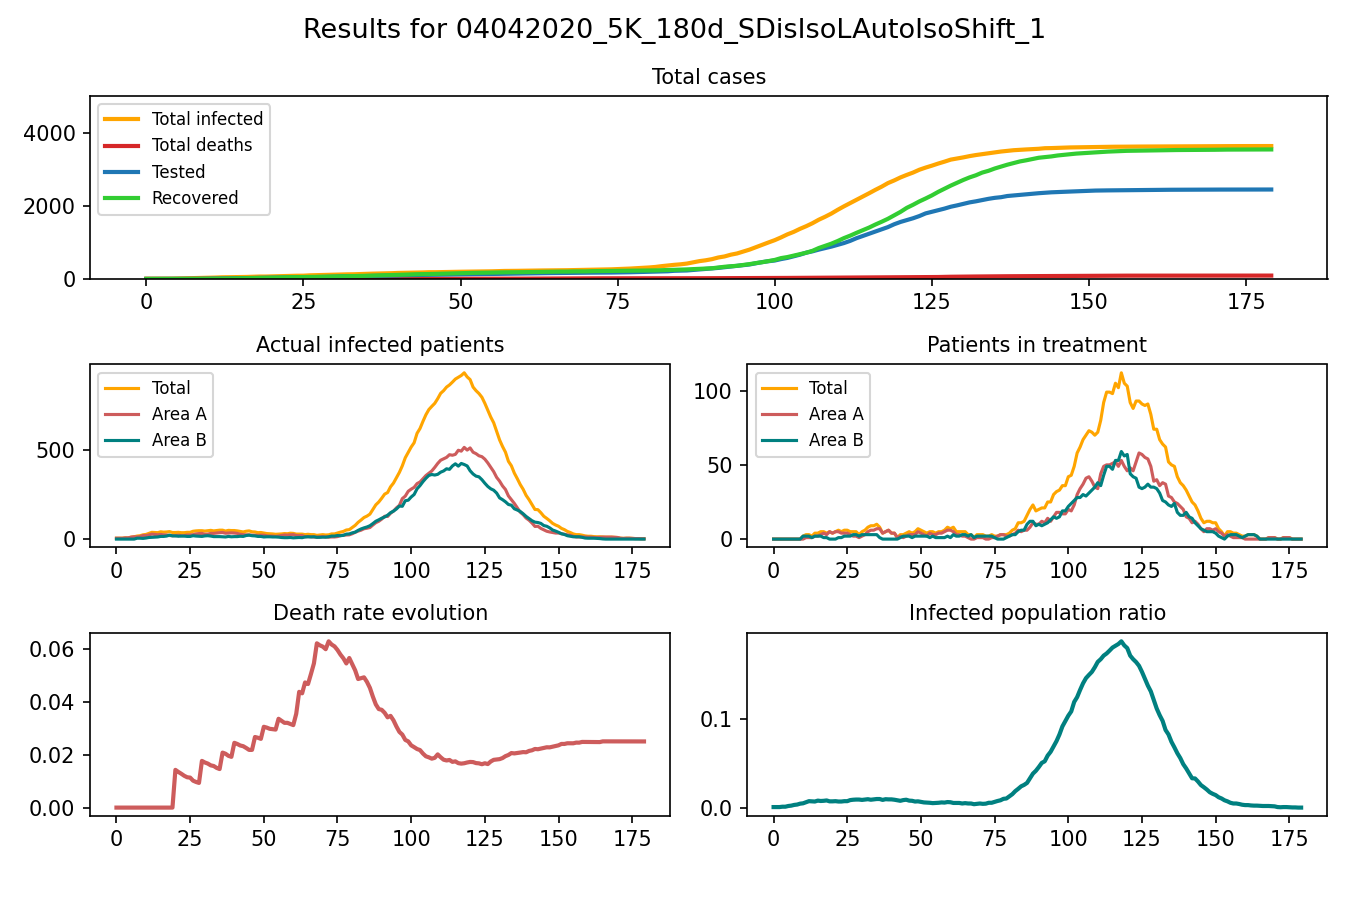 Results for 04042020_5K_180d_SDisIsoLAutoIsoShift_1
Total cases
Total infected
Total deaths
Tested
Recovered
4000
2000
0
0 25 50 75 100 125 150 175
Actual infected patients
Total
Area A
Area B
500
0
0 25 50 75 100 125 150 175
Patients in treatment
Total
Area A
Area B
100
50
0
0 25 50 75 100 125 150 175
Death rate evolution
0.06
0.04
0.02
0.00
0 25 50 75 100 125 150 175
Infected population ratio
0.1
0.0
0 25 50 75 100 125 150 175